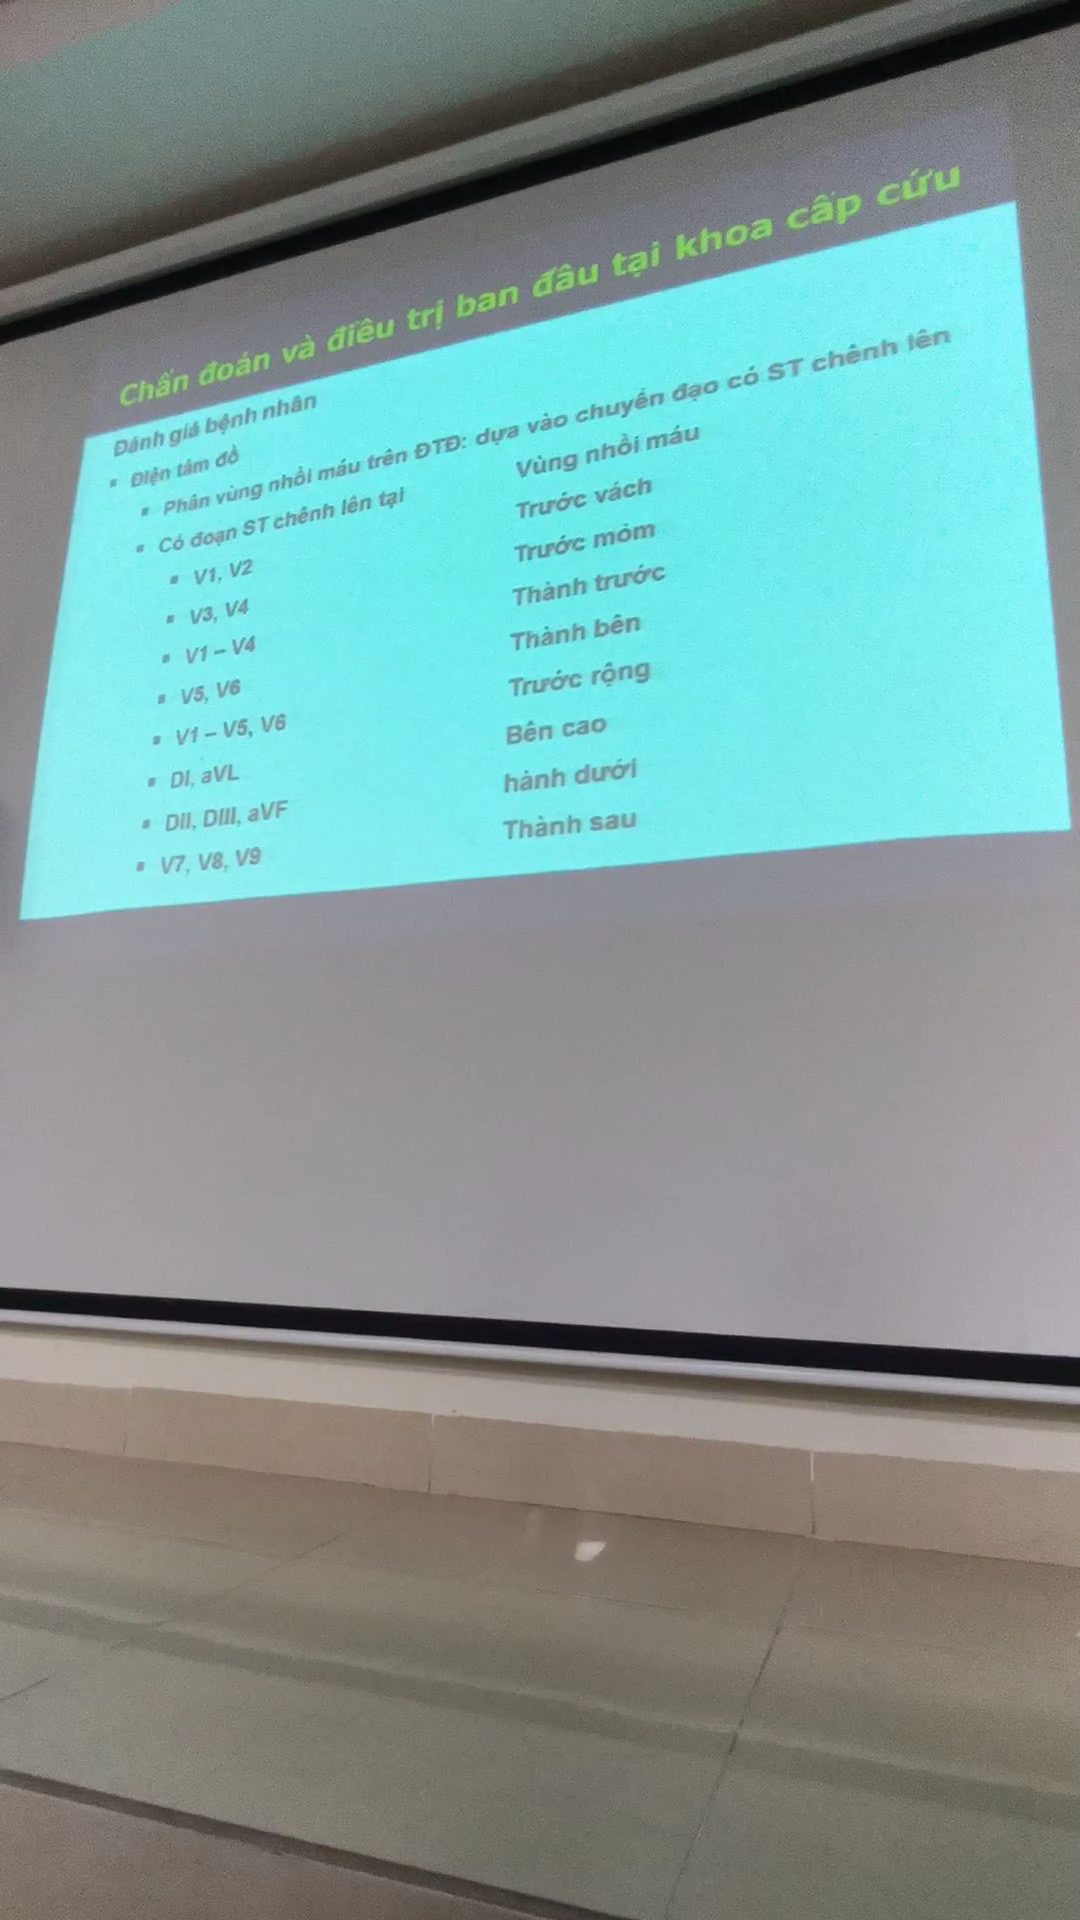 Chẩn đoán và điều trị ban đầu tại khoa cấp cứu
Đánh giá bệnh nhân
▪ Điện tâm đồ
▪ Phân vùng nhồi máu trên ĐTĐ: dựa vào chuyển đạo có ST chênh lên
▪ Có đoạn ST chênh lên tại Vùng nhồi máu
▪ V1, V2 Trước vách
▪ V3, V4 Trước mỏm
▪ V1 – V4 Thành trước
▪ V5, V6 Thành bên
▪ V1 – V5, V6 Trước rộng
▪ DI, aVL Bên cao
▪ DII, DIII, aVF hành dưới
▪ V7, V8, V9 Thành sau